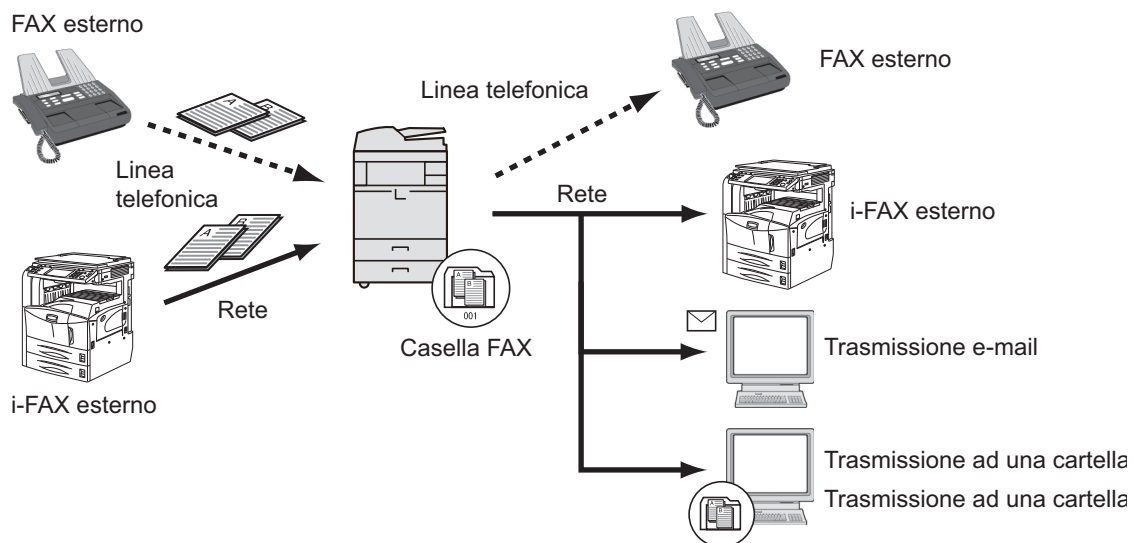 FAX esterno
FAX esterno
Linea telefonica
A
B
Linea
telefonica
Rete
i-FAX esterno
A
B
Rete
A
B
001
Casella FAX
i-FAX esterno
Trasmissione e-mail
Trasmissione ad una cartella
Trasmissione ad una cartella
A
B